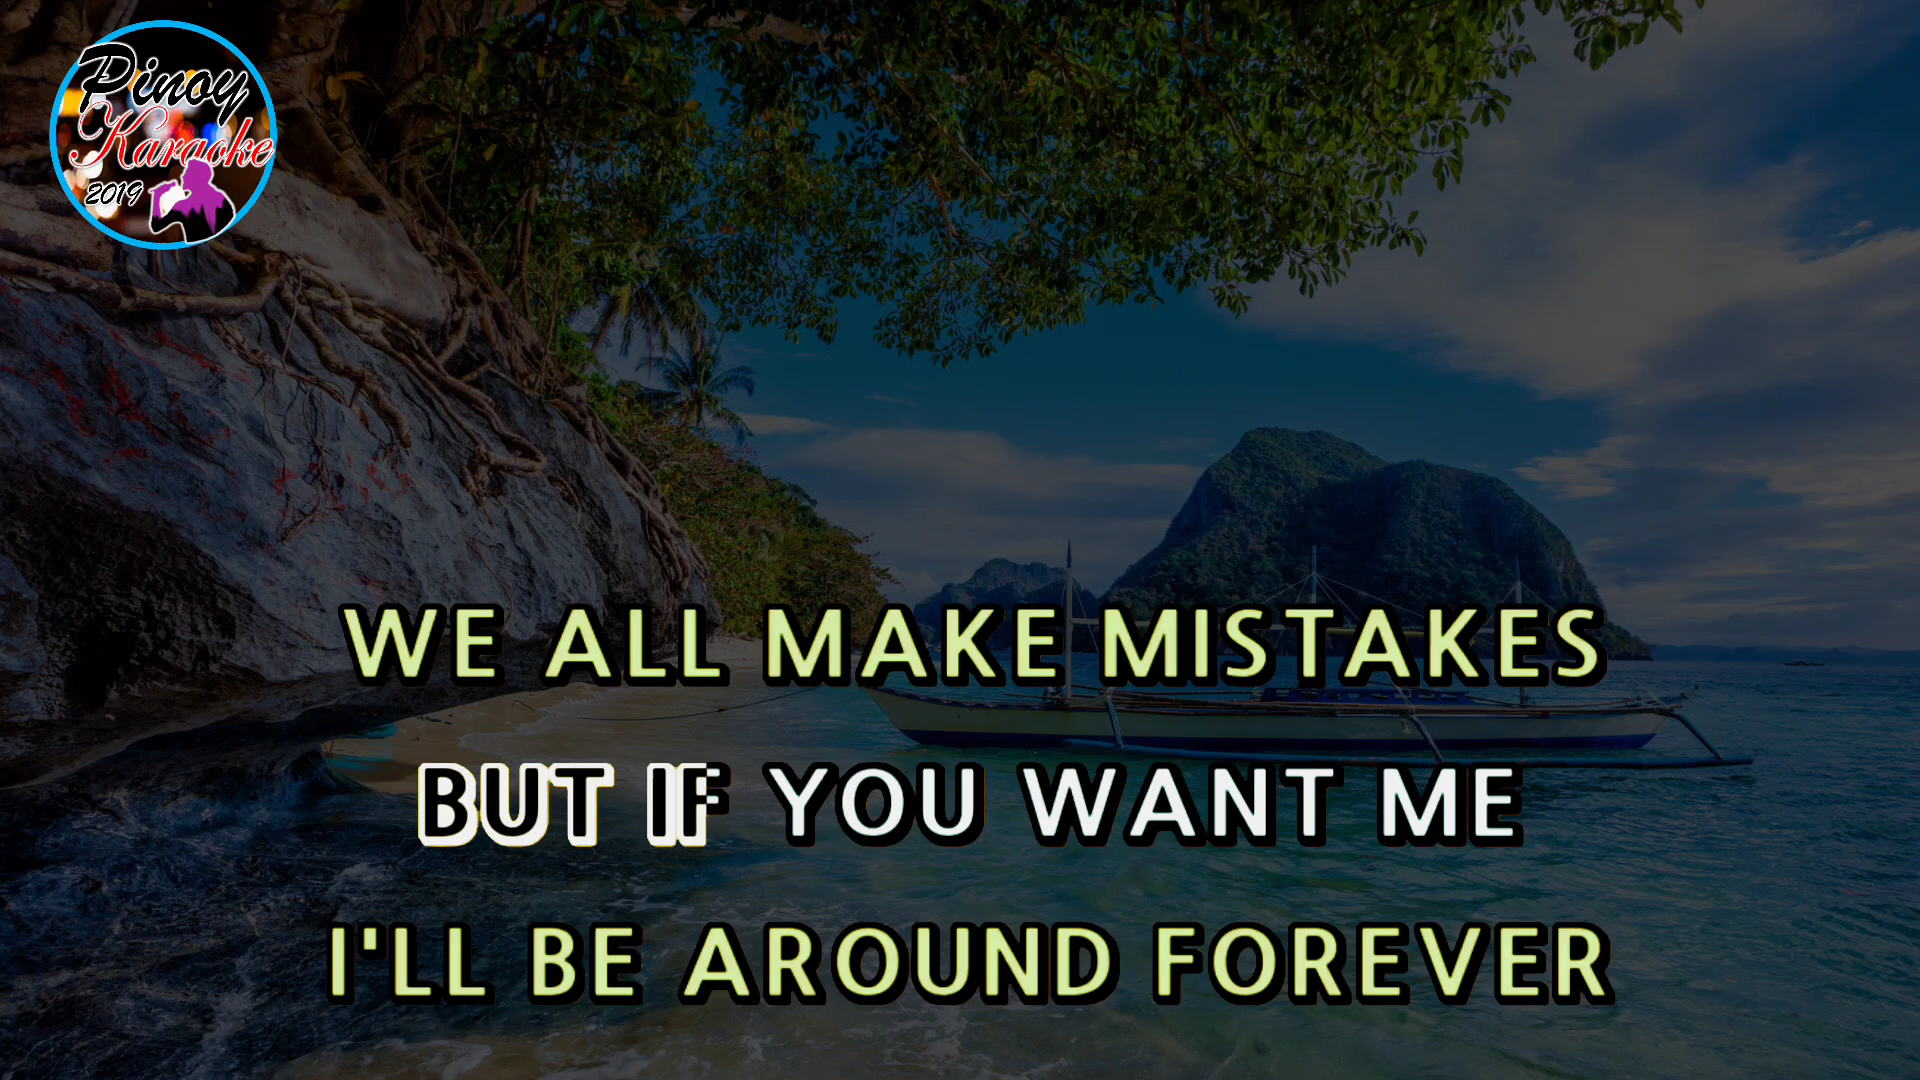 Pinoy
Karaoke
2019
WE ALL MAKE MISTAKES
BUT IF YOU WANT ME
I'LL BE AROUND FOREVER